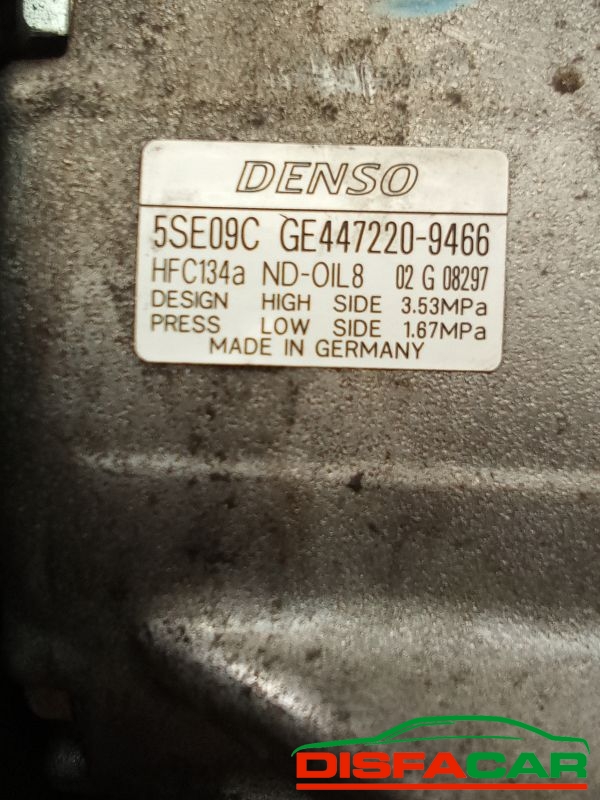 DENSO
5SE09C GE447220-9466
HFC134a ND-OIL8 02 G 08297
DESIGN HIGH SIDE 3.53MPa
PRESS LOW SIDE 1.67MPa
MADE IN GERMANY
DISFACAR